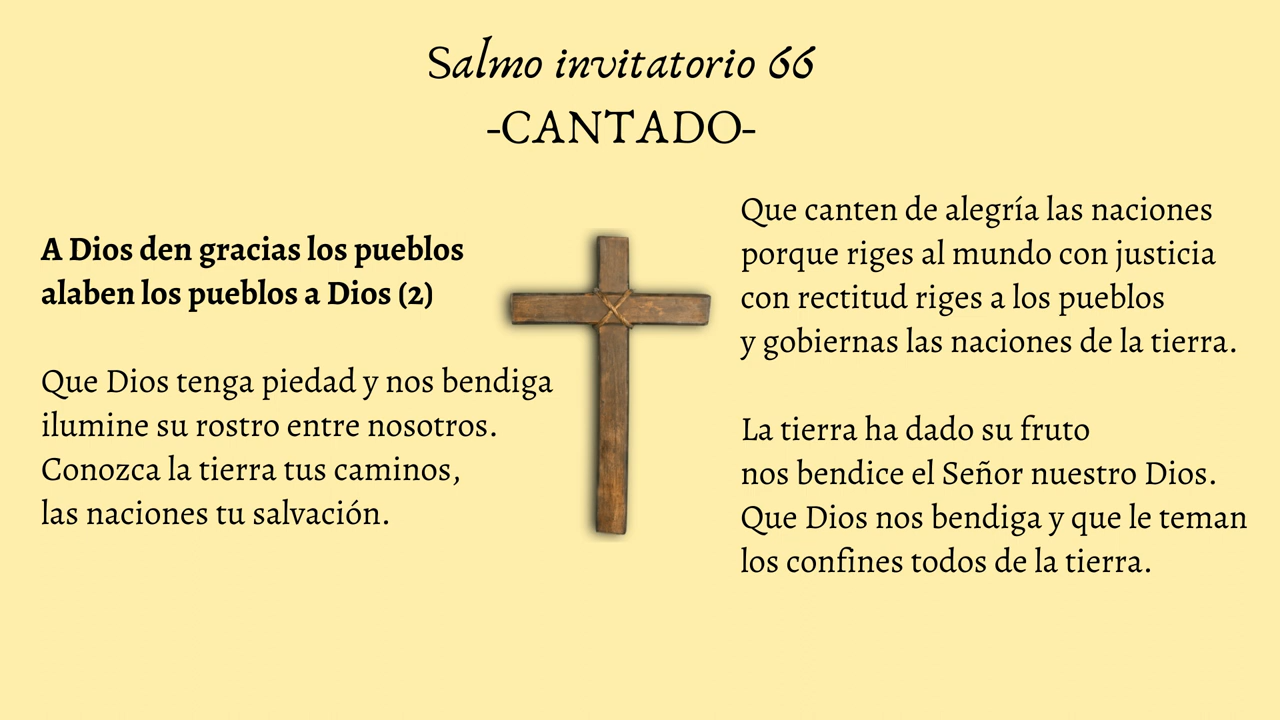 Salmo invitatorio 66
-CANTADO-
A Dios den gracias los pueblos
alaben los pueblos a Dios (2)
Que Dios tenga piedad y nos bendiga
ilumine su rostro entre nosotros.
Conozca la tierra tus caminos,
las naciones tu salvación.
Que canten de alegría las naciones
porque riges al mundo con justicia
con rectitud riges a los pueblos
y gobiernas las naciones de la tierra.
La tierra ha dado su fruto
nos bendice el Señor nuestro Dios.
Que Dios nos bendiga y que le teman
los confines todos de la tierra.